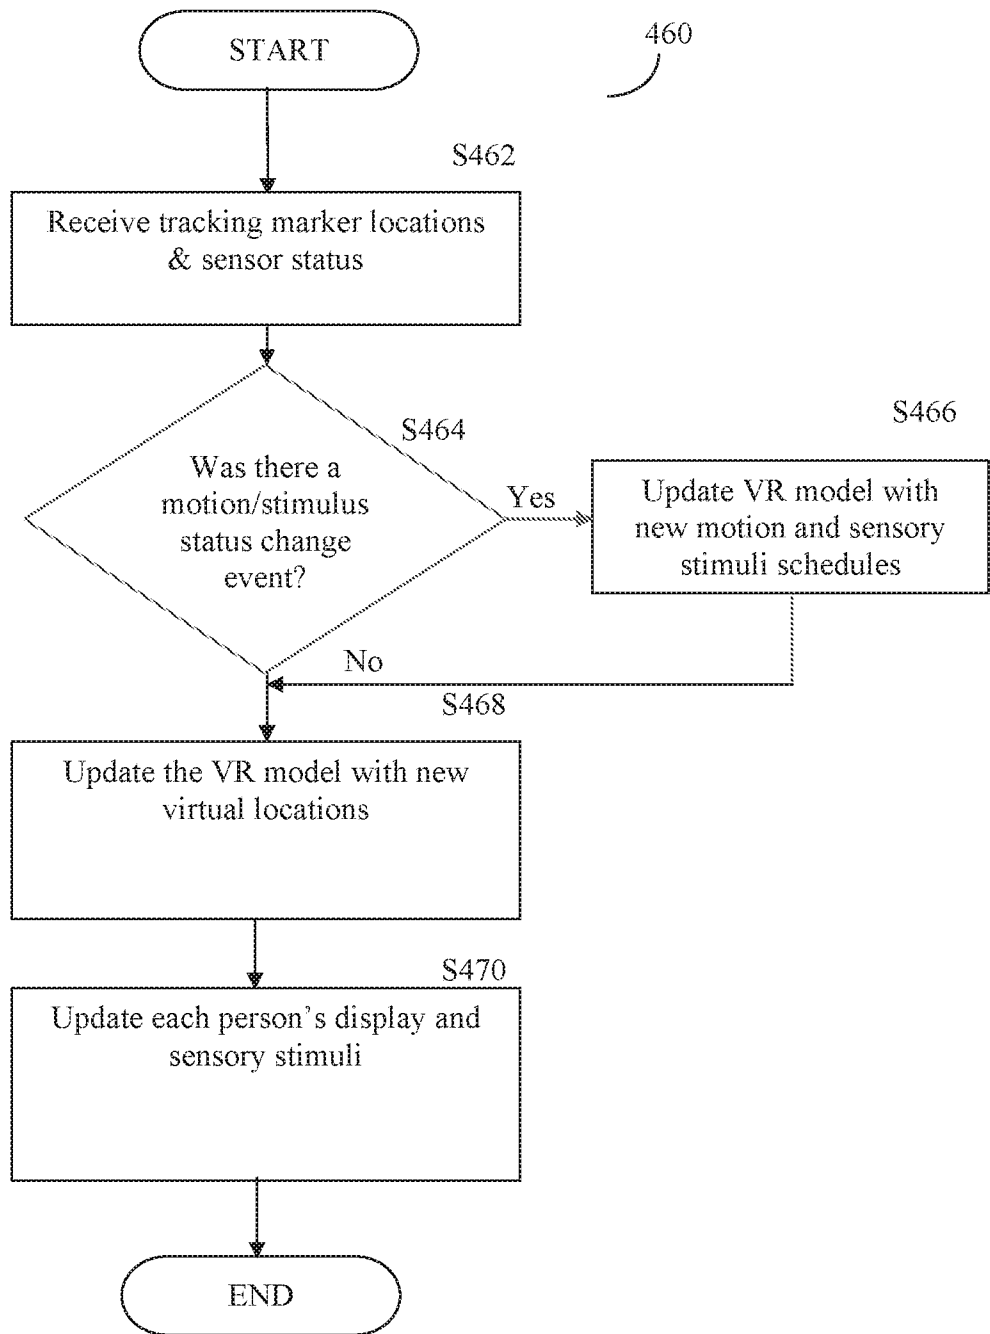 START
460
S462
Receive tracking marker locations
& sensor status
S464
Was there a
motion/stimulus
status change
event?
Yes
S466
Update VR model with
new motion and sensory
stimuli schedules
No
S468
Update the VR model with new
virtual locations
S470
Update each person's display and
sensory stimuli
END